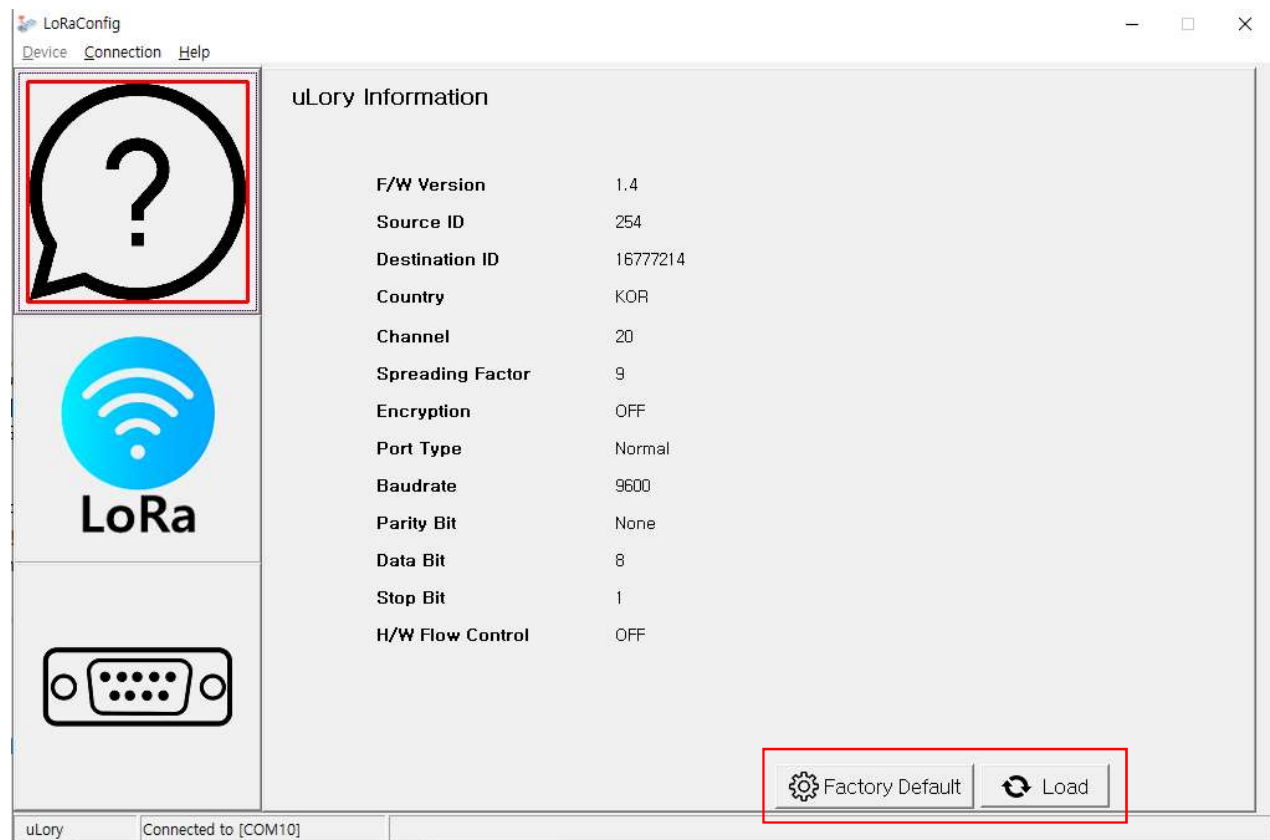 LoRaConfig
Device Connection Help
uLory Information
F/W Version 1.4
Source ID 254
Destination ID 16777214
Country KOR
Channel 20
Spreading Factor 9
Encryption OFF
Port Type Normal
Baudrate 9600
Parity Bit None
Data Bit 8
Stop Bit 1
H/W Flow Control OFF
LoRa
Factory Default Load
uLory Connected to [COM10]